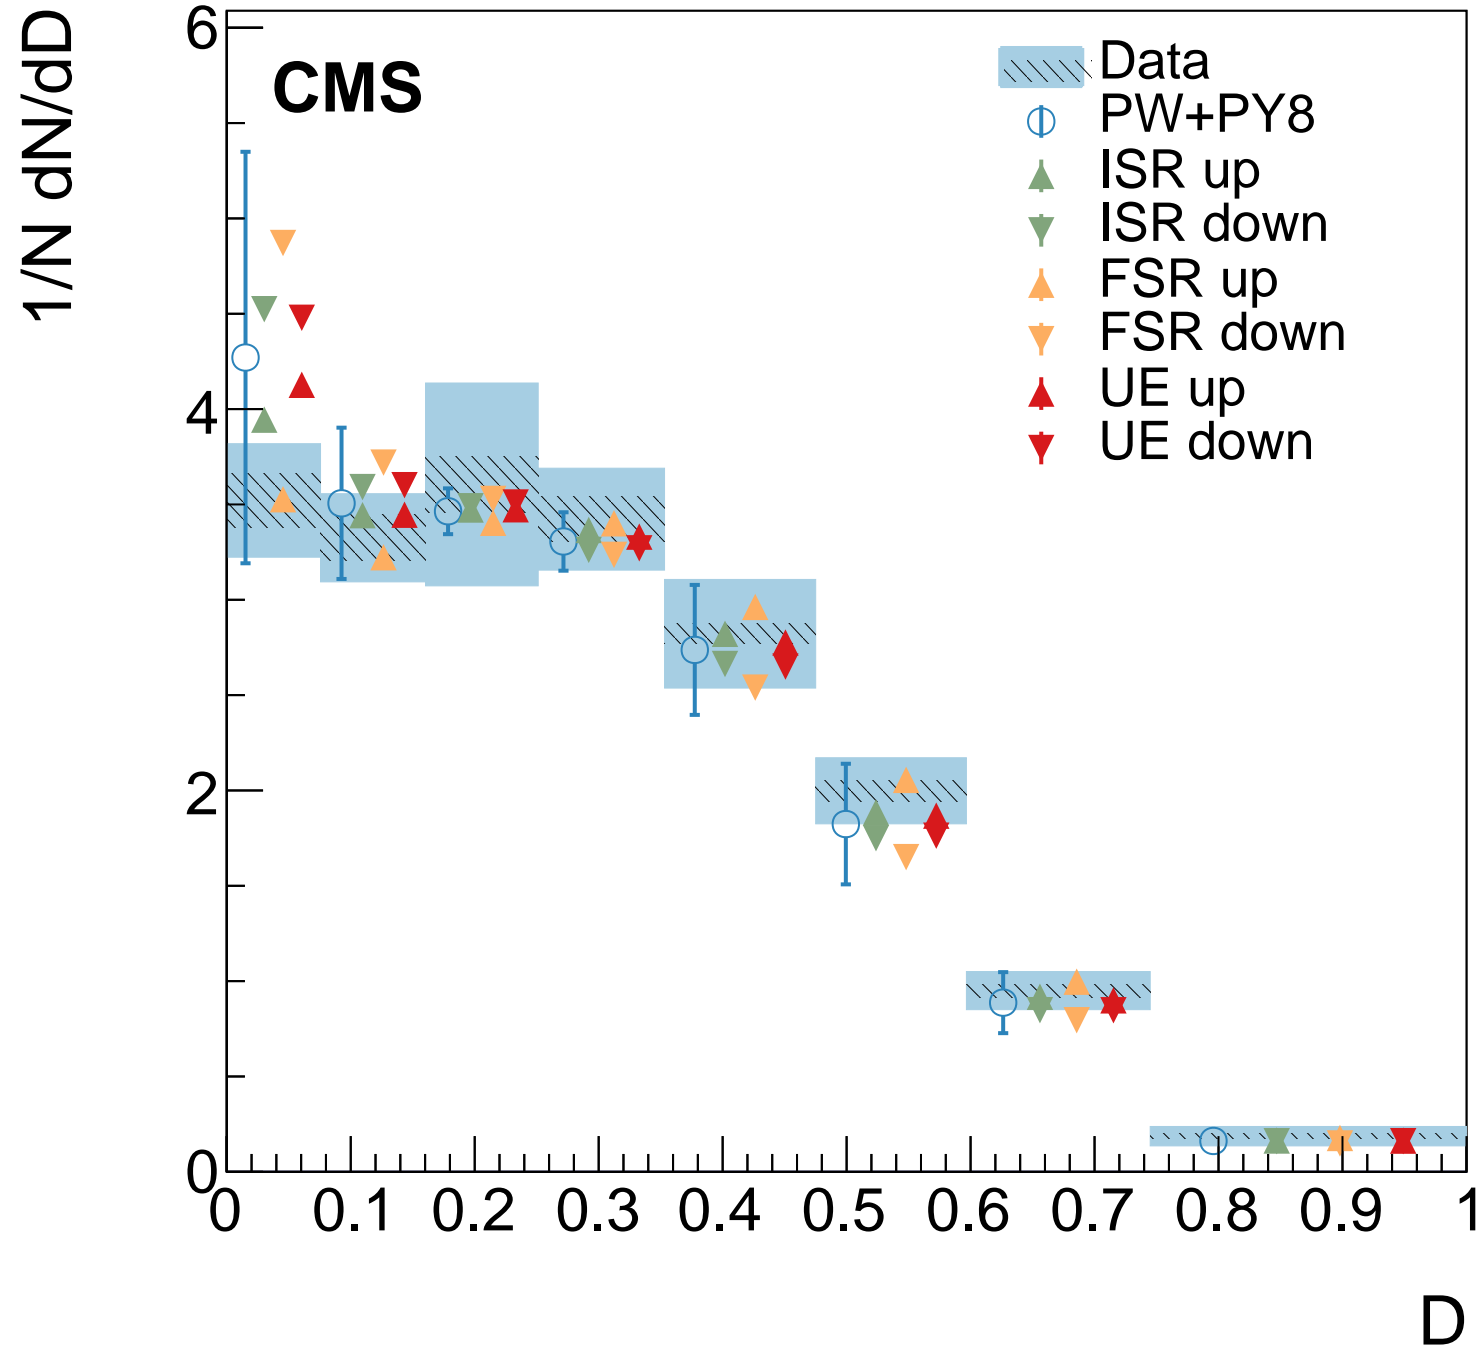 1/N dN/dD
6
4
2
0
CMS
Data
PW+PY8
ISR up
ISR down
FSR up
FSR down
UE up
UE down
0 0.1 0.2 0.3 0.4 0.5 0.6 0.7 0.8 0.9 1
D